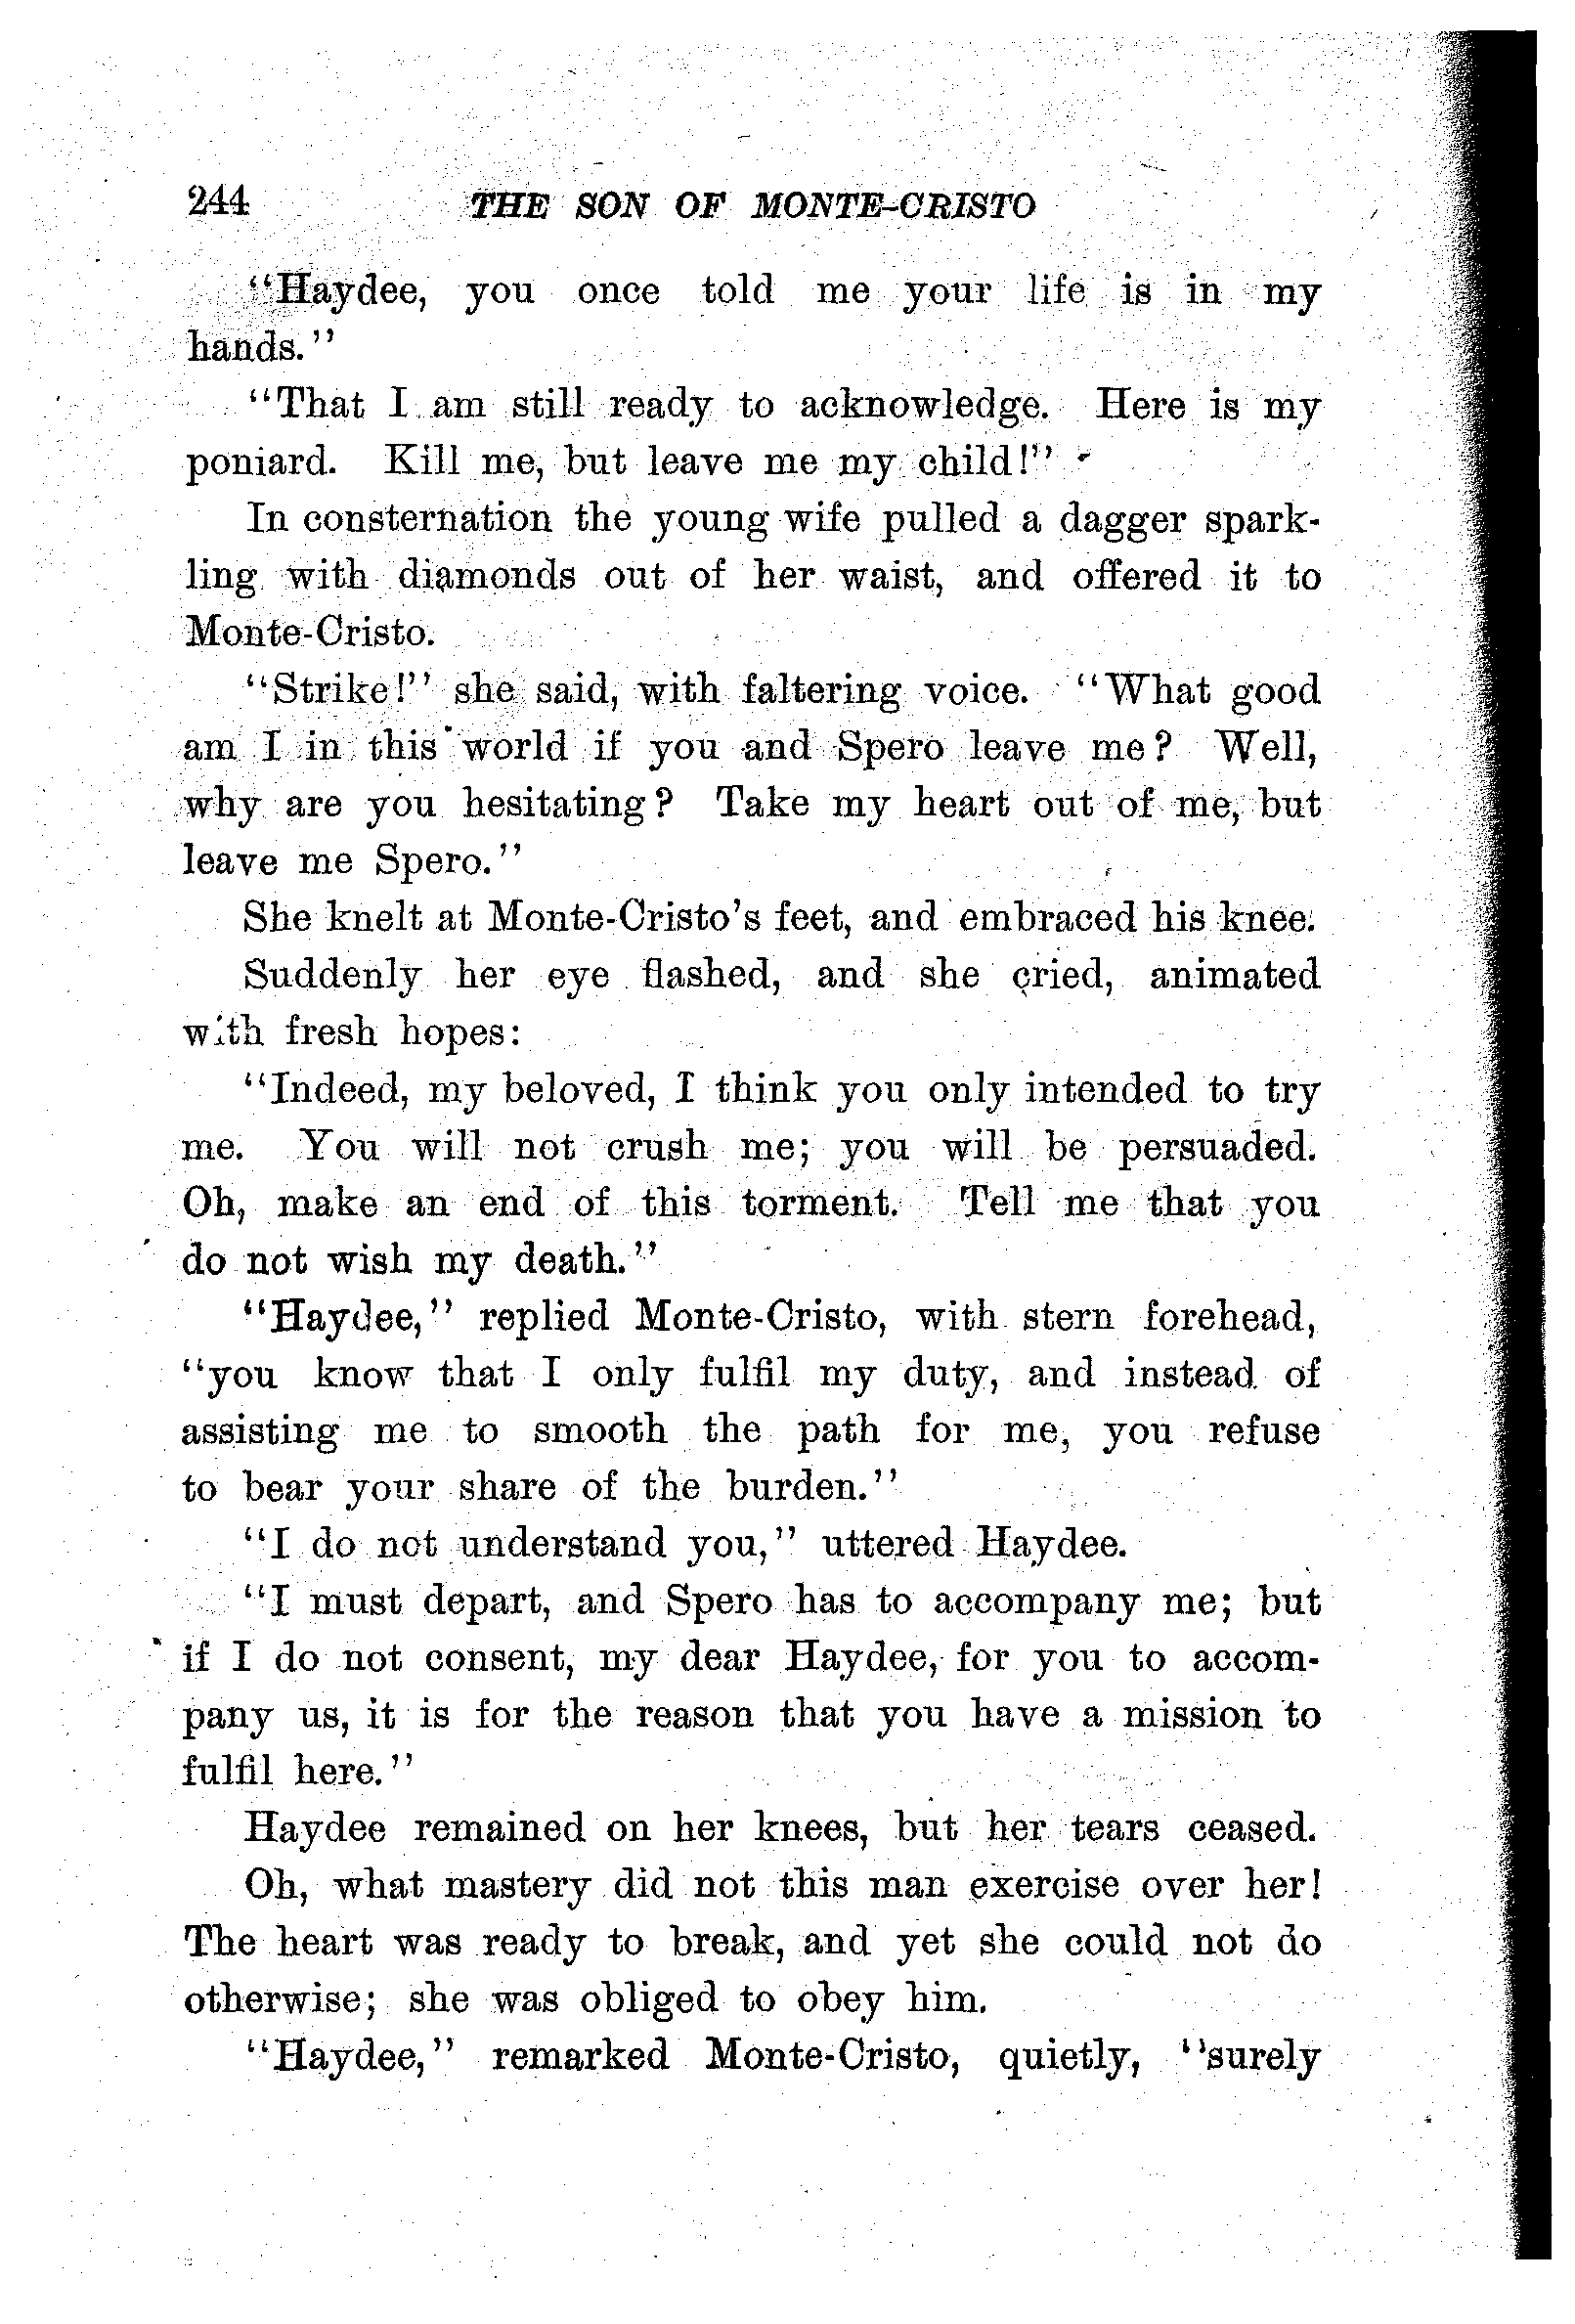 244 THE SON OF MONTE-CRISTO
"Haydee, you once told me your life is in my
hands."
"That I am still ready to acknowledge. Here is my
poniard. Kill me, but leave me my child!"
In consternation the young wife pulled a dagger spark-
ling with diamonds out of her waist, and offered it to
Monte-Cristo.
"Strike!" she said, with faltering voice. "What good
am I in this world if you and Spero leave me? Well,
why are you hesitating? Take my heart out of me, but
leave me Spero."
She knelt at Monte-Cristo's feet, and embraced his knee.
Suddenly her eye flashed, and she cried, animated
with fresh hopes:
"Indeed, my beloved, I think you only intended to try
me. You will not crush me; you will be persuaded.
Oh, make an end of this torment. Tell me that you
do not wish my death."
"Haydee," replied Monte-Cristo, with stern forehead,
"you know that I only fulfil my duty, and instead of
assisting me to smooth the path for me, you refuse
to bear your share of the burden."
"I do not understand you," uttered Haydee.
"I must depart, and Spero has to accompany me; but
if I do not consent, my dear Haydee, for you to accom-
pany us, it is for the reason that you have a mission to
fulfil here."
Haydee remained on her knees, but her tears ceased.
Oh, what mastery did not this man exercise over her!
The heart was ready to break, and yet she could not do
otherwise; she was obliged to obey him.
"Haydee," remarked Monte-Cristo, quietly, "surely